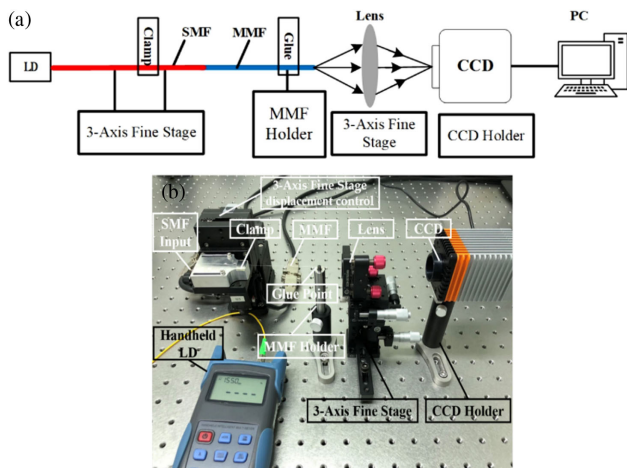 (a)
Clamp
SMF
MMF
Glue
Lens
PC
LD
CCD
3-Axis Fine Stage
MMF
Holder
3-Axis Fine
Stage
CCD Holder
(b)
3-Axis Fine Stage
displacement control
SMF
Input
Clamp
MMF
Lens
CCD
Glue Point
MMF Holder
Handheld
LD
1550
3-Axis Fine Stage
CCD Holder